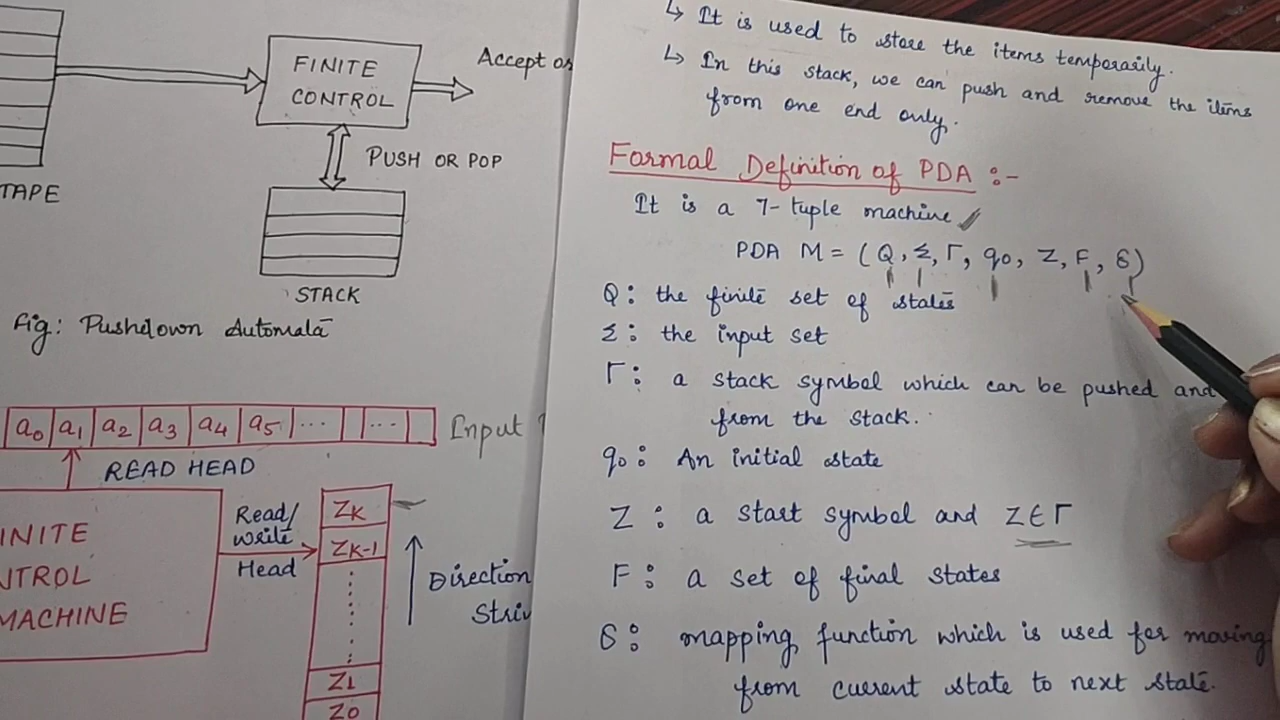 TAPE
FINITE
CONTROL
Accept or
PUSH OR POP
STACK
Fig: Pushdown Automata
a0 a1 a2 a3 a4 a5 ... ...
Input
READ HEAD
INITE
NTROL
MACHINE
Read/
Write
Head
ZK
ZK-1
Z1
Z0
Direction
↳ It is used to store the items temporarily.
↳ In this stack, we can push and remove the items
from one end only.
Formal Definition of PDA :-
It is a 7-tuple machine
PDA M = (Q, Σ, Γ, q0, Z, F, δ)
Q : the finite set of states
Σ : the input set
Γ : a stack symbol which can be pushed and
from the stack.
q0 : An initial state
Z : a start symbol and Z ∈ Γ
F : a set of final states
δ : mapping function which is used for moving
from current state to next state.